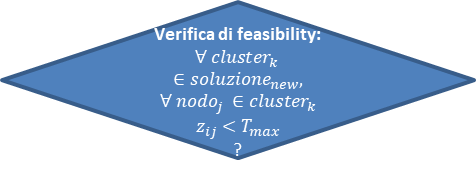 Verifica di feasibility:
∀ cluster_k
∈ soluzione_new,
∀ nodo_j ∈ cluster_k
z_ij < T_max
?